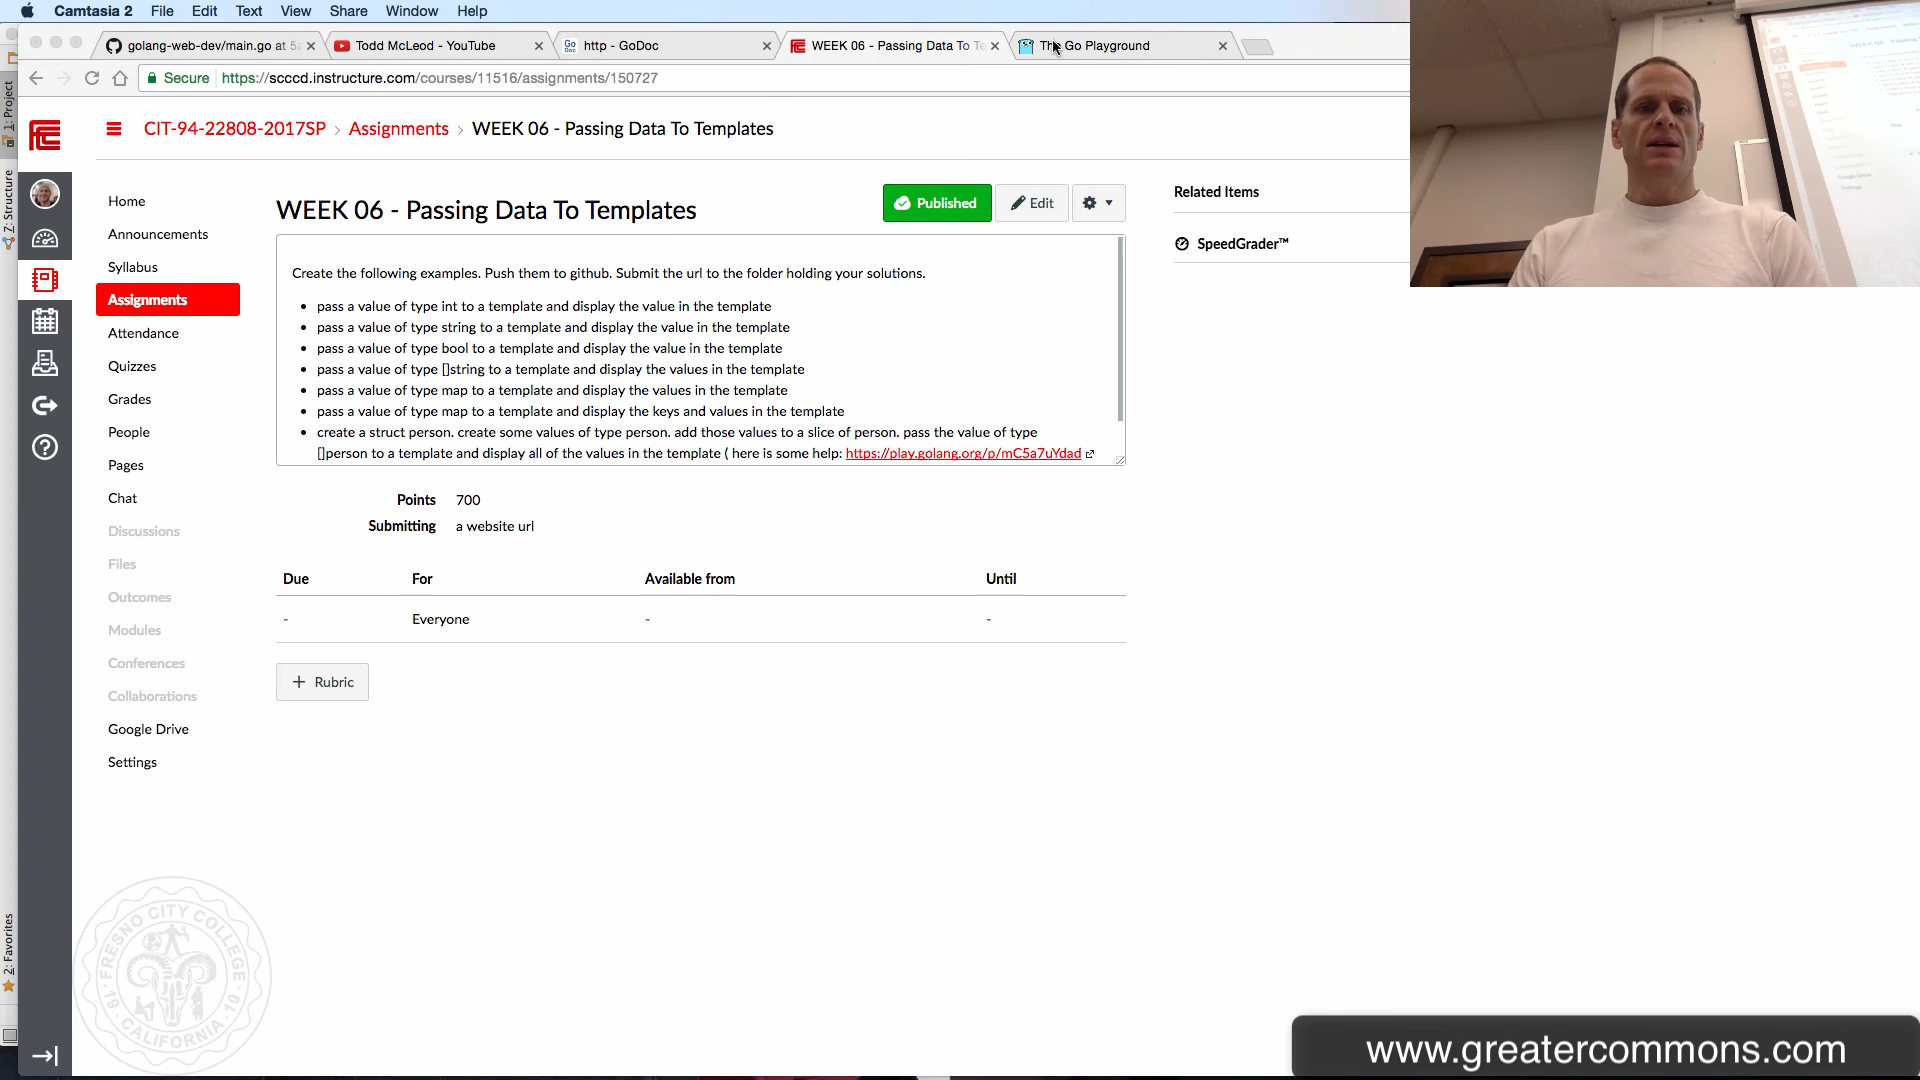 Camtasia 2 File Edit Text View Share Window Help
golang-web-dev/main.go at 5a
Todd McLeod - YouTube
http - GoDoc
WEEK 06 - Passing Data To Te
The Go Playground
Secure https://scccd.instructure.com/courses/11516/assignments/150727
1: Project
Z: Structure
2: Favorites
CIT-94-22808-2017SP › Assignments › WEEK 06 - Passing Data To Templates
Home
Announcements
Syllabus
Assignments
Attendance
Quizzes
Grades
People
Pages
Chat
Discussions
Files
Outcomes
Modules
Conferences
Collaborations
Google Drive
Settings
WEEK 06 - Passing Data To Templates
Published
Edit
Create the following examples. Push them to github. Submit the url to the folder holding your solutions.
• pass a value of type int to a template and display the value in the template
• pass a value of type string to a template and display the value in the template
• pass a value of type bool to a template and display the value in the template
• pass a value of type []string to a template and display the values in the template
• pass a value of type map to a template and display the values in the template
• pass a value of type map to a template and display the keys and values in the template
• create a struct person. create some values of type person. add those values to a slice of person. pass the value of type
[]person to a template and display all of the values in the template ( here is some help: https://play.golang.org/p/mC5a7uYdad
Points 700
Submitting a website url
Due For Available from Until
- Everyone - -
+ Rubric
Related Items
SpeedGrader™
FRESNO CITY COLLEGE
CALIFORNIA
1910
www.greatercommons.com